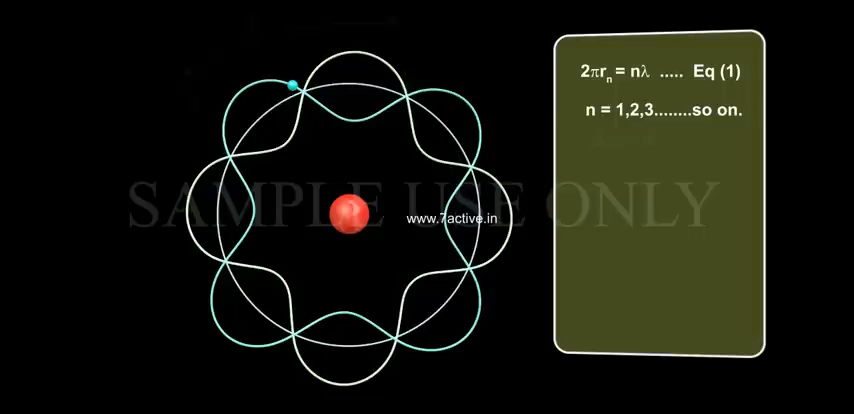 2πrn = nλ ..... Eq (1)
n = 1,2,3........so on.
SAMPLE USE ONLY
www.7active.in